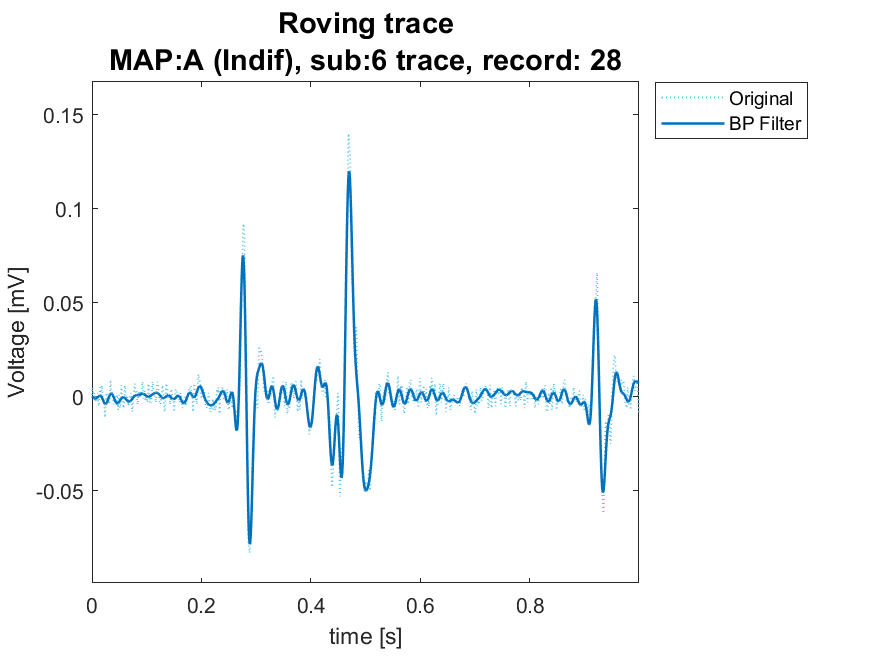 Roving trace
MAP:A (Indif), sub:6 trace, record: 28
Original
BP Filter
0.15
0.1
0.05
0
-0.05
Voltage [mV]
0 0.2 0.4 0.6 0.8
time [s]